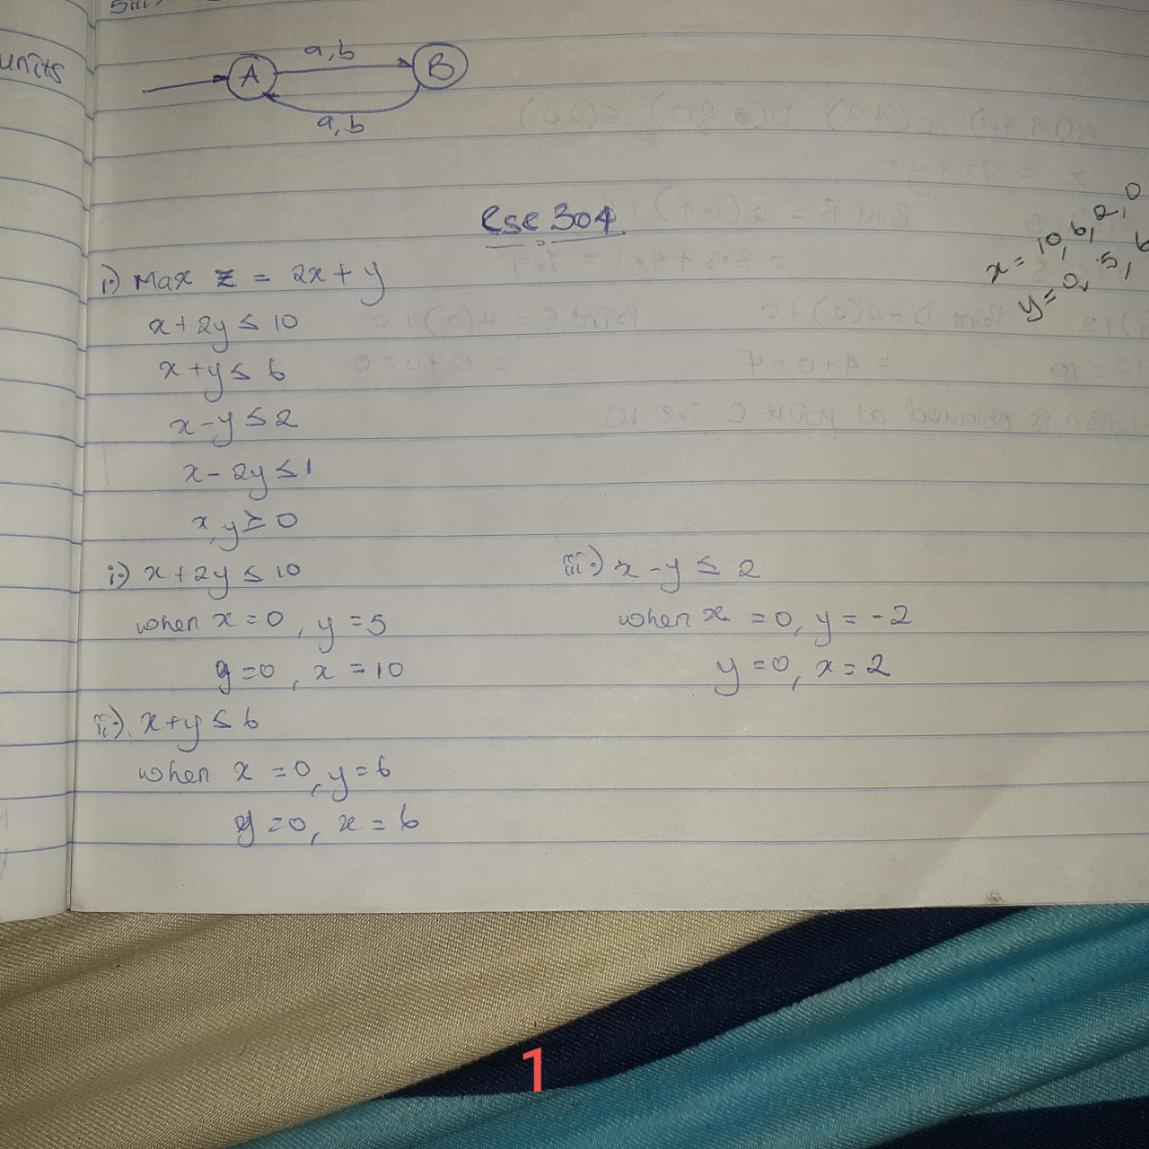 units
A
a,b
B
a,b
Cse 304
x = 10, 6, 2, 0
y = 0, 5, 6
i.) Max Z = 2x + y
x + 2y ≤ 10
x + y ≤ 6
x - y ≤ 2
x - 2y ≤ 1
x, y ≥ 0
i.) x + 2y ≤ 10
when x = 0, y = 5
y = 0, x = 10
ii.) x + y ≤ 6
when x = 0, y = 6
y = 0, x = 6
iii.) x - y ≤ 2
when x = 0, y = -2
y = 0, x = 2
1